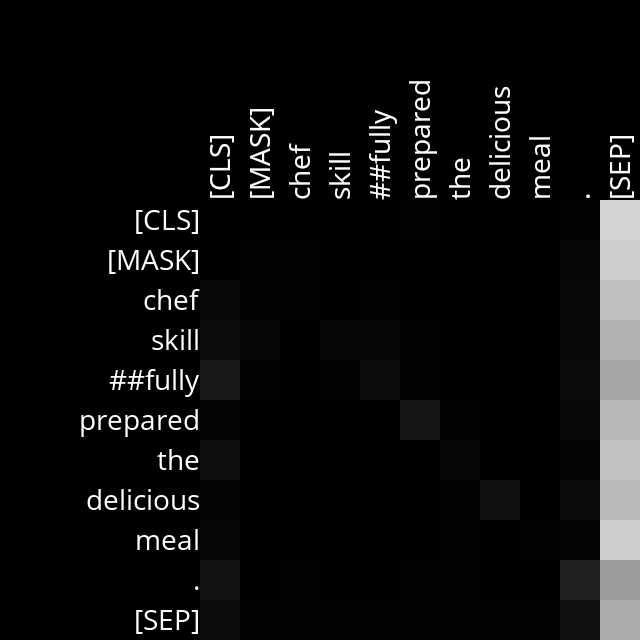 [CLS] [MASK] chef skill ##fully prepared the delicious meal . [SEP]
[CLS]
[MASK]
chef
skill
##fully
prepared
the
delicious
meal
.
[SEP]